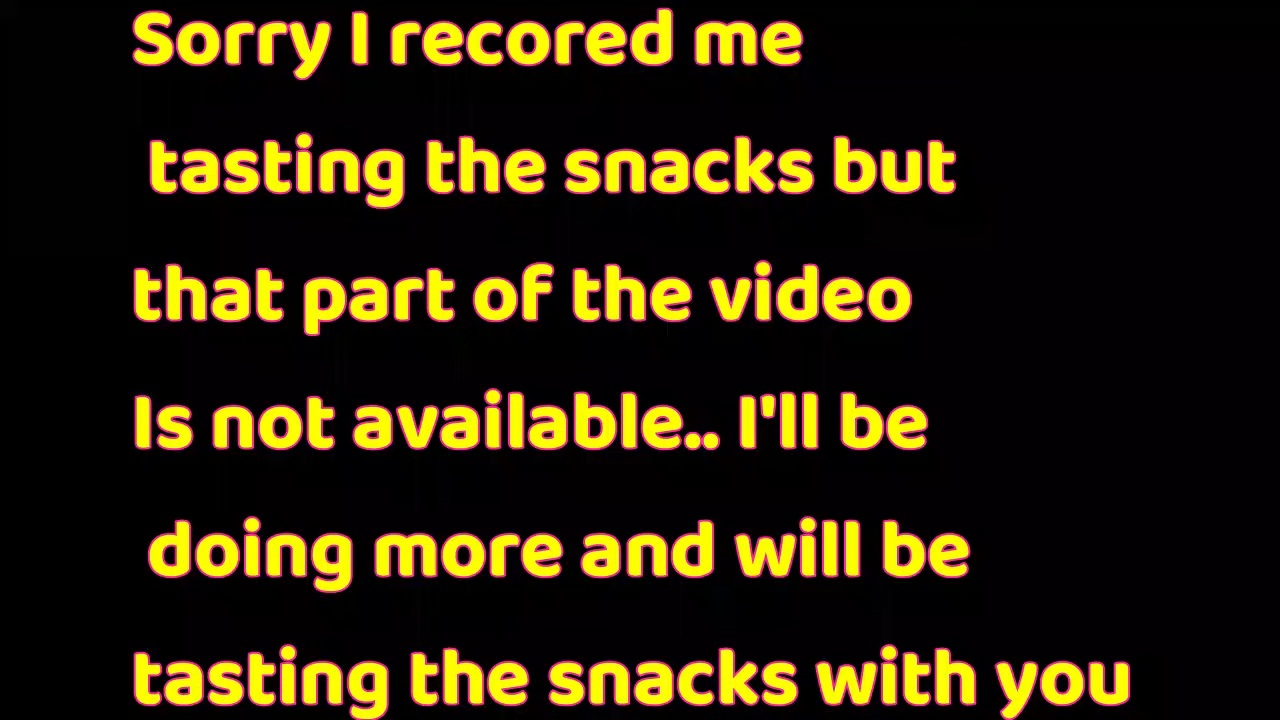 Sorry I recored me
tasting the snacks but
that part of the video
Is not available.. I'll be
doing more and will be
tasting the snacks with you